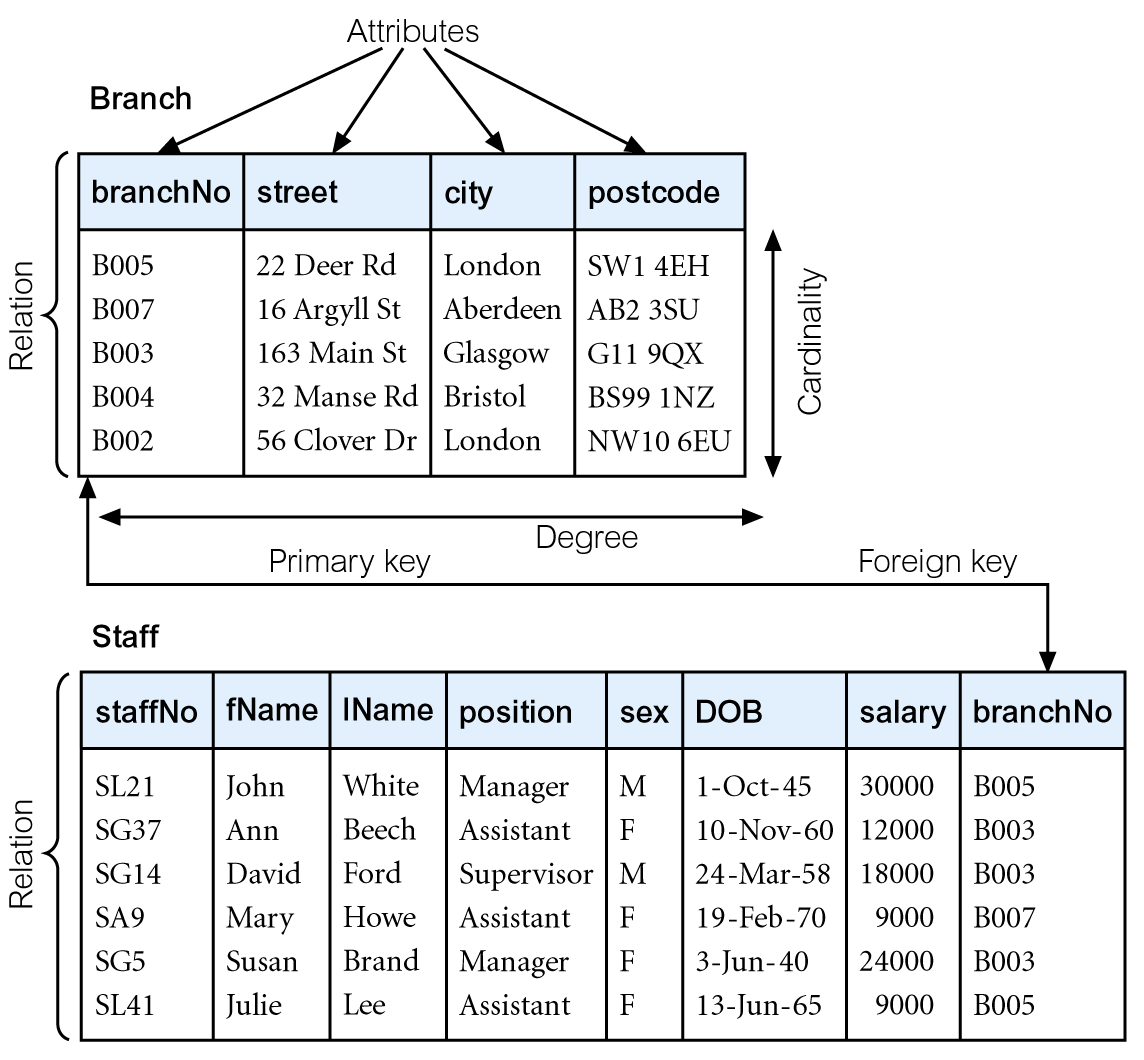 Attributes
Branch
branchNo street city postcode
B005 22 Deer Rd London SW1 4EH
B007 16 Argyll St Aberdeen AB2 3SU
B003 163 Main St Glasgow G11 9QX
B004 32 Manse Rd Bristol BS99 1NZ
B002 56 Clover Dr London NW10 6EU
Relation
Cardinality
Degree
Primary key Foreign key
Staff
staffNo fName lName position sex DOB salary branchNo
SL21 John White Manager M 1-Oct-45 30000 B005
SG37 Ann Beech Assistant F 10-Nov-60 12000 B003
SG14 David Ford Supervisor M 24-Mar-58 18000 B003
SA9 Mary Howe Assistant F 19-Feb-70 9000 B007
SG5 Susan Brand Manager F 3-Jun-40 24000 B003
SL41 Julie Lee Assistant F 13-Jun-65 9000 B005
Relation